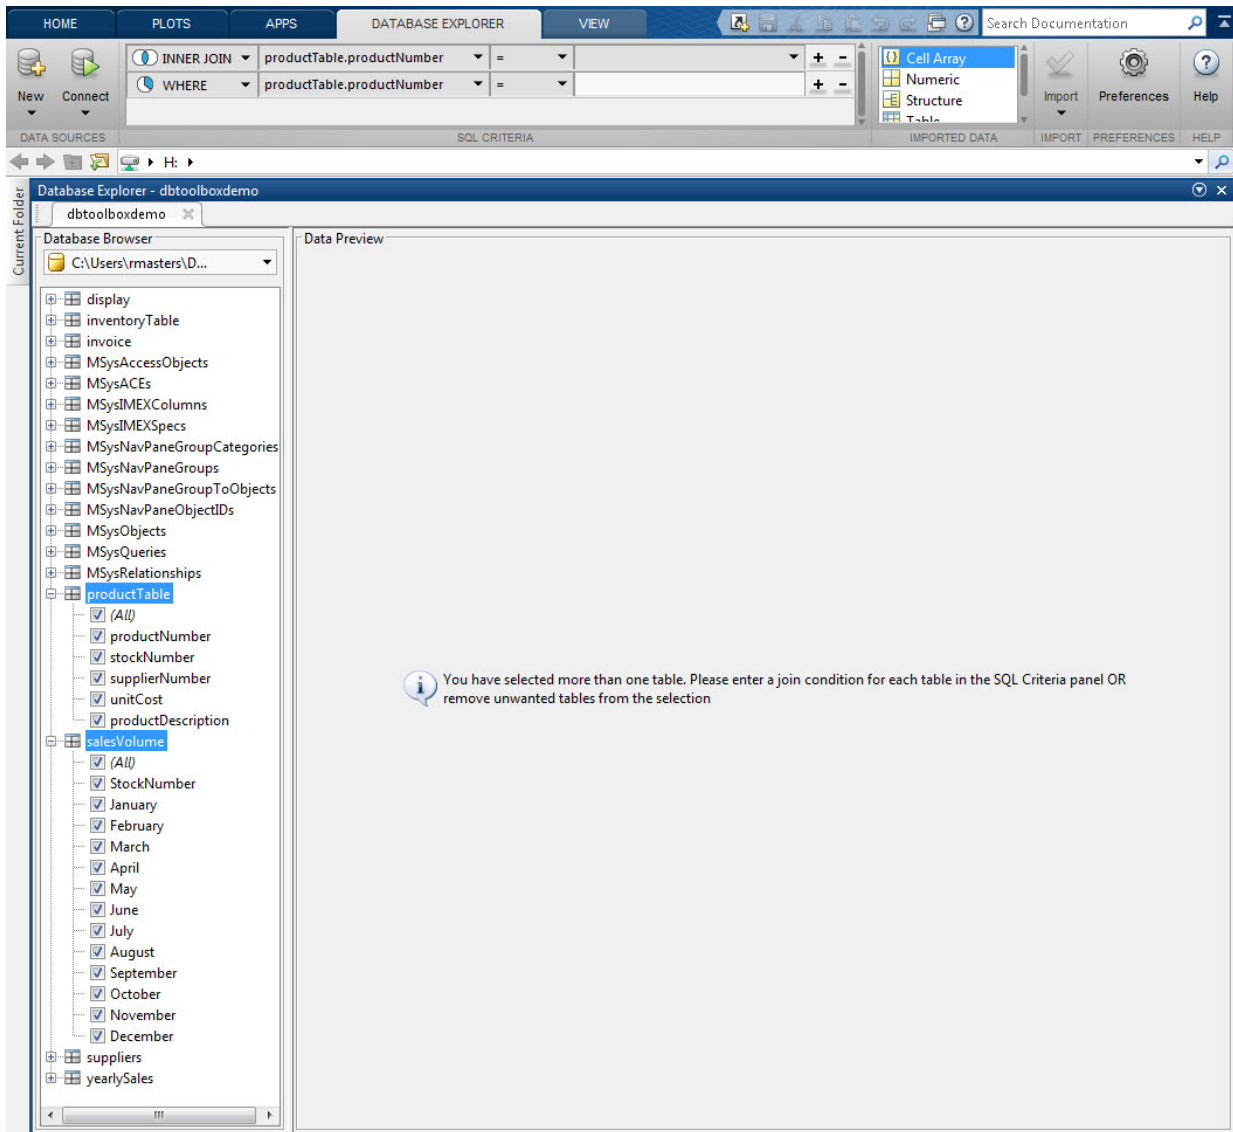 HOME PLOTS APPS DATABASE EXPLORER VIEW Search Documentation
INNER JOIN productTable.productNumber = + -
WHERE productTable.productNumber = + -
New Connect
Cell Array
Numeric
Structure
Table
Import Preferences Help
DATA SOURCES SQL CRITERIA IMPORTED DATA IMPORT PREFERENCES HELP
H:
Current Folder
Database Explorer - dbtoolboxdemo
dbtoolboxdemo
Database Browser
C:\Users\rmasters\D...
display
inventoryTable
invoice
MSysAccessObjects
MSysACEs
MSysIMEXColumns
MSysIMEXSpecs
MSysNavPaneGroupCategories
MSysNavPaneGroups
MSysNavPaneGroupToObjects
MSysNavPaneObjectIDs
MSysObjects
MSysQueries
MSysRelationships
productTable
(All)
productNumber
stockNumber
supplierNumber
unitCost
productDescription
salesVolume
(All)
StockNumber
January
February
March
April
May
June
July
August
September
October
November
December
suppliers
yearlySales
Data Preview
You have selected more than one table. Please enter a join condition for each table in the SQL Criteria panel OR
remove unwanted tables from the selection